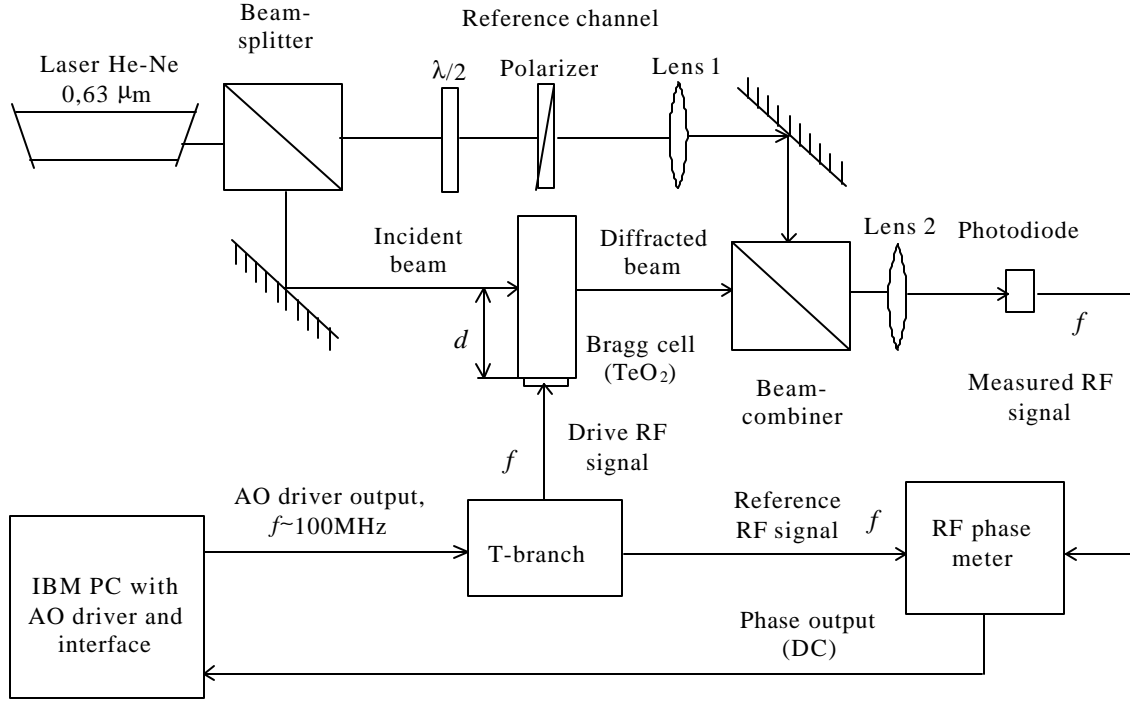 Beam-
splitter
Reference channel
Laser He-Ne
0,63 μm
λ/2
Polarizer
Lens 1
Incident
beam
Diffracted
beam
Lens 2
Photodiode
d
f
Bragg cell
(TeO₂)
Beam-
combiner
Measured RF
signal
f
Drive RF
signal
AO driver output,
f~100MHz
Reference
RF signal
f
T-branch
RF phase
meter
IBM PC with
AO driver and
interface
Phase output
(DC)